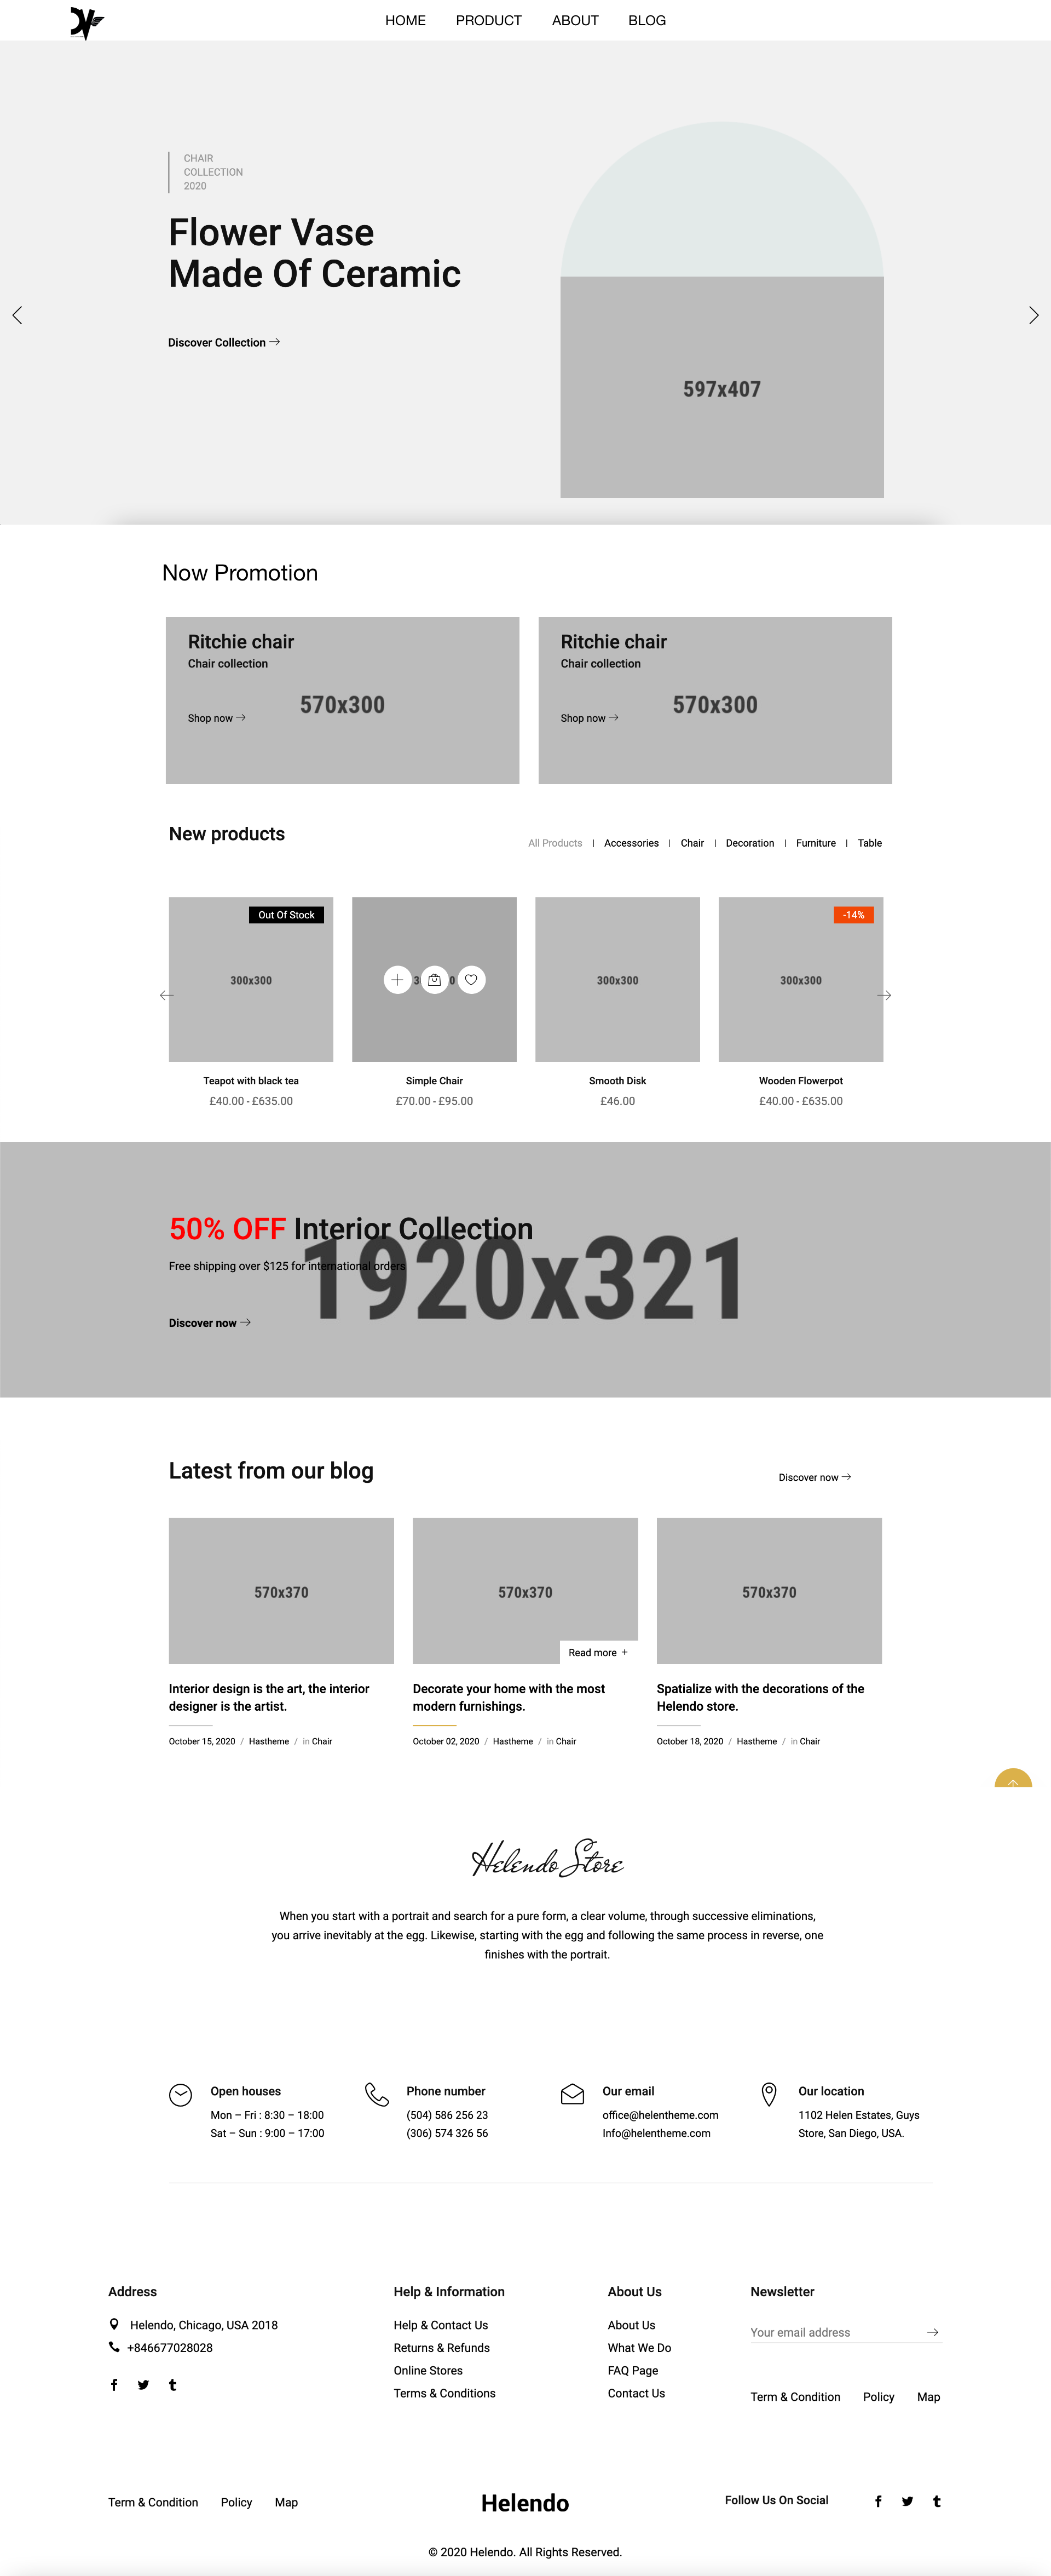 HOME PRODUCT ABOUT BLOG
CHAIR
COLLECTION
2020
Flower Vase
Made Of Ceramic
Discover Collection
597x407
Now Promotion
Ritchie chair
Chair collection
570x300
Shop now
Ritchie chair
Chair collection
570x300
Shop now
New products
All Products | Accessories | Chair | Decoration | Furniture | Table
Out Of Stock
-14%
300x300
3 0
300x300
300x300
Teapot with black tea
£40.00 - £635.00
Simple Chair
£70.00 - £95.00
Smooth Disk
£46.00
Wooden Flowerpot
£40.00 - £635.00
50% OFF Interior Collection
1920x321
Free shipping over $125 for international orders
Discover now
Latest from our blog
Discover now
570x370
570x370
570x370
Read more +
Interior design is the art, the interior
designer is the artist.
October 15, 2020 / Hastheme / in Chair
Decorate your home with the most
modern furnishings.
October 02, 2020 / Hastheme / in Chair
Spatialize with the decorations of the
Helendo store.
October 18, 2020 / Hastheme / in Chair
Helendo Store
When you start with a portrait and search for a pure form, a clear volume, through successive eliminations,
you arrive inevitably at the egg. Likewise, starting with the egg and following the same process in reverse, one
finishes with the portrait.
Open houses
Mon – Fri : 8:30 – 18:00
Sat – Sun : 9:00 – 17:00
Phone number
(504) 586 256 23
(306) 574 326 56
Our email
office@helentheme.com
Info@helentheme.com
Our location
1102 Helen Estates, Guys
Store, San Diego, USA.
Address
Helendo, Chicago, USA 2018
+846677028028
Help & Information
Help & Contact Us
Returns & Refunds
Online Stores
Terms & Conditions
About Us
About Us
What We Do
FAQ Page
Contact Us
Newsletter
Your email address
Term & Condition Policy Map
Term & Condition Policy Map
Helendo
Follow Us On Social
© 2020 Helendo. All Rights Reserved.